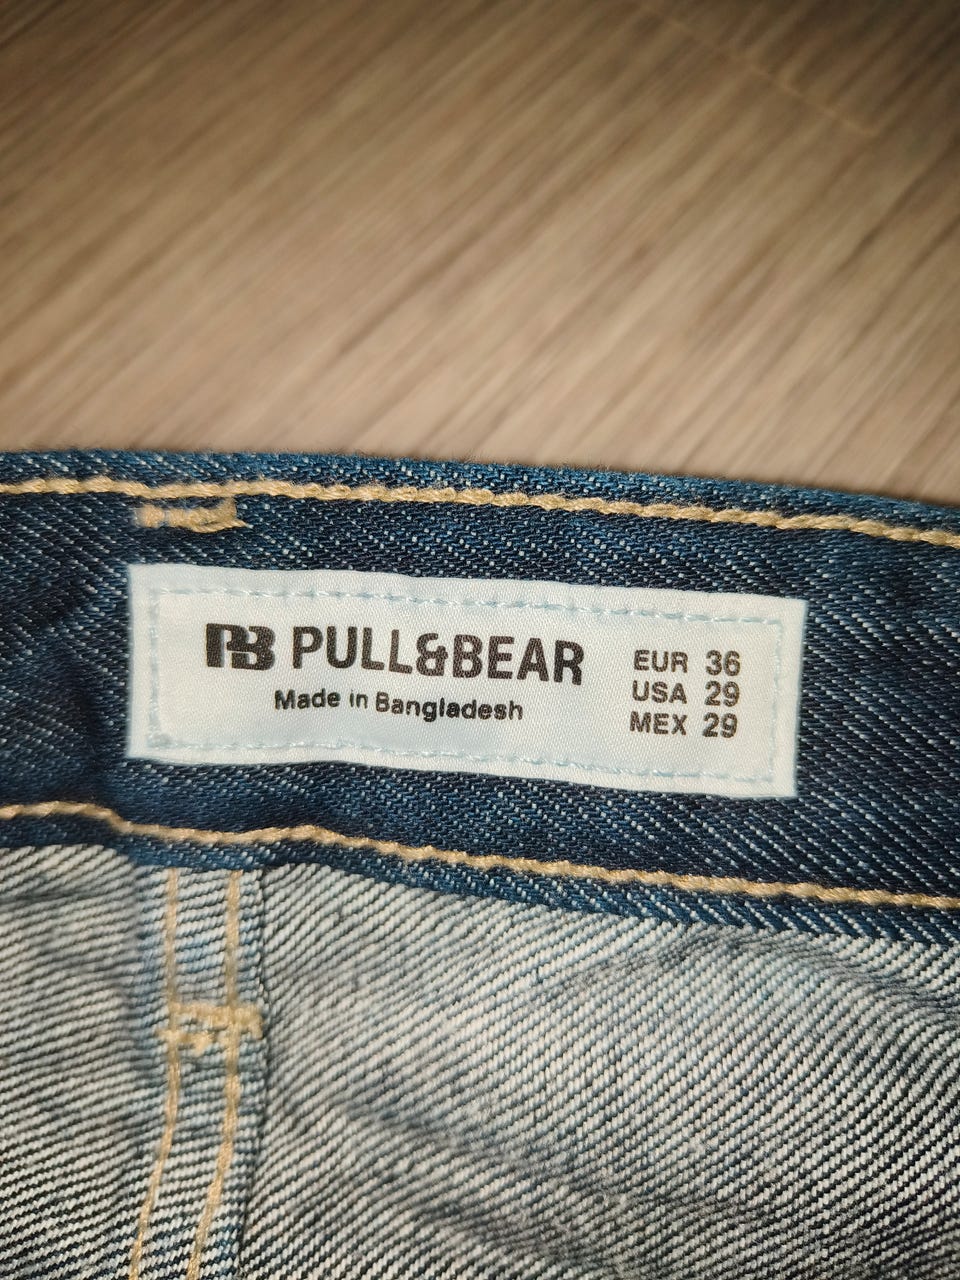 PB PULL&BEAR
Made in Bangladesh
EUR 36
USA 29
MEX 29